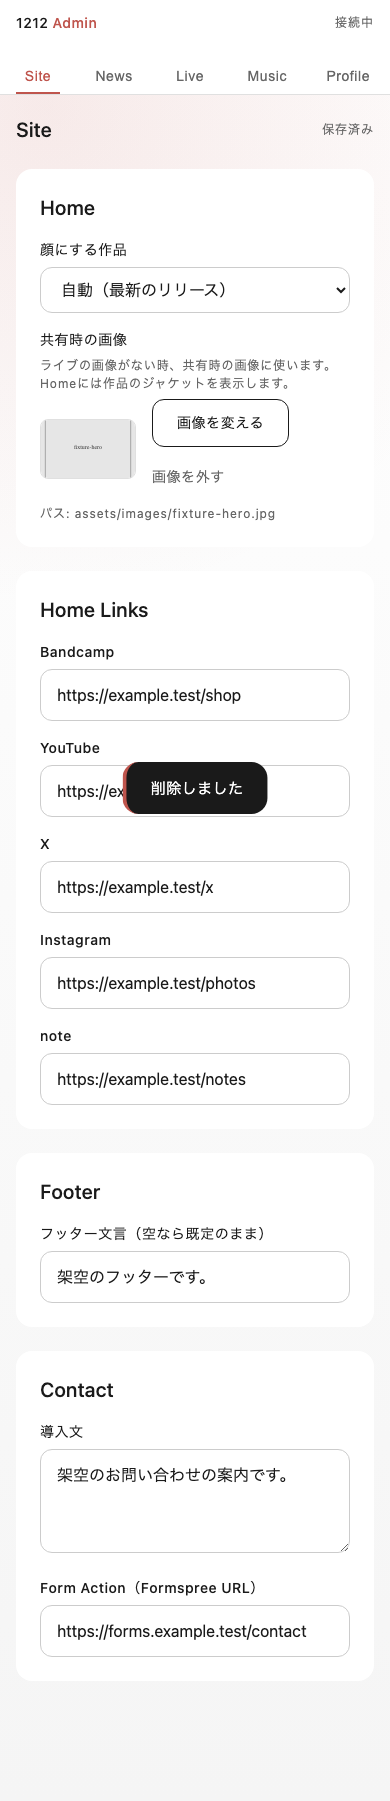 1212 Admin
接続中
Site
News
Live
Music
Profile
Site
保存済み
Home
顔にする作品
自動（最新のリリース）
共有時の画像
ライブの画像がない時、共有時の画像に使います。
Homeには作品のジャケットを表示します。
fixture-hero
画像を変える
画像を外す
パス: assets/images/fixture-hero.jpg
Home Links
Bandcamp
https://example.test/shop
YouTube
https://ex
削除しました
X
https://example.test/x
Instagram
https://example.test/photos
note
https://example.test/notes
Footer
フッター文言（空なら既定のまま）
架空のフッターです。
Contact
導入文
架空のお問い合わせの案内です。
Form Action（Formspree URL）
https://forms.example.test/contact